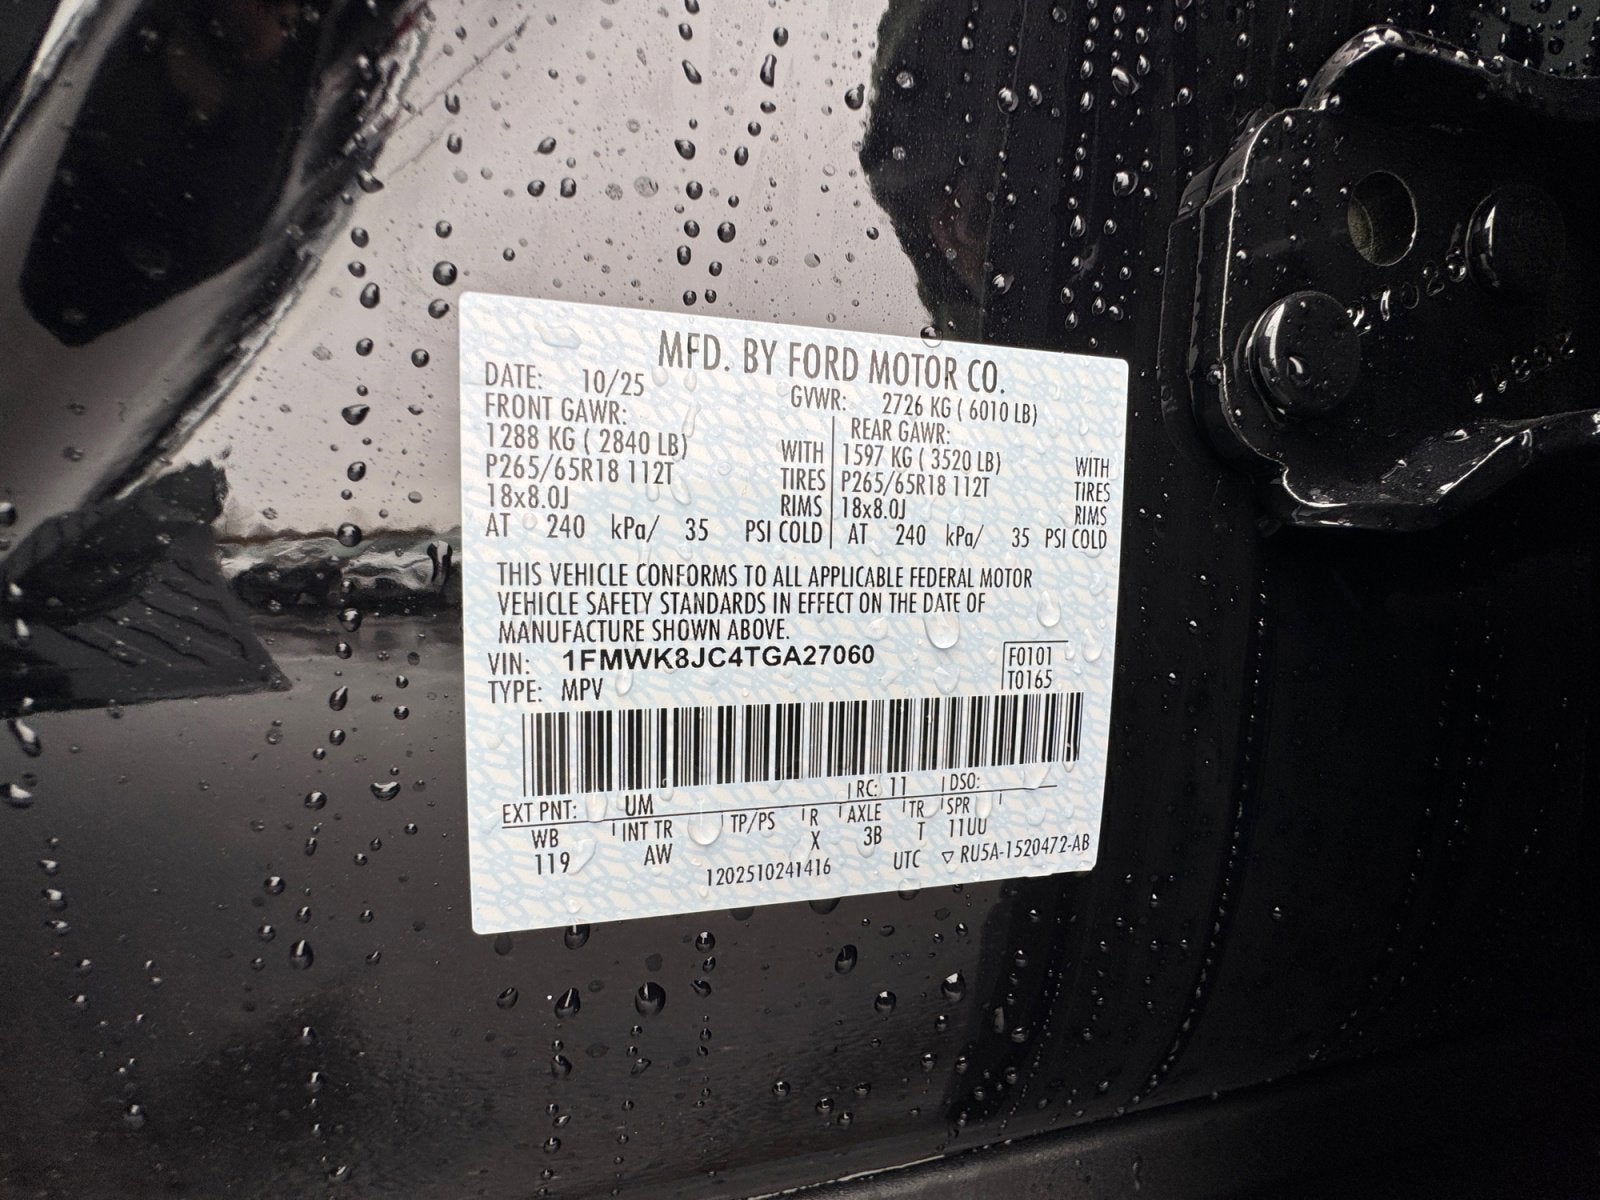 MFD. BY FORD MOTOR CO.
DATE: 10/25 GVWR: 2726 KG ( 6010 LB)
FRONT GAWR: REAR GAWR:
1288 KG ( 2840 LB) WITH 1597 KG ( 3520 LB) WITH
P265/65R18 112T TIRES P265/65R18 112T TIRES
18x8.0J RIMS 18x8.0J RIMS
AT 240 kPa/ 35 PSI COLD AT 240 kPa/ 35 PSI COLD
THIS VEHICLE CONFORMS TO ALL APPLICABLE FEDERAL MOTOR
VEHICLE SAFETY STANDARDS IN EFFECT ON THE DATE OF
MANUFACTURE SHOWN ABOVE.
VIN: 1FMWK8JC4TGA27060 F0101
TYPE: MPV T0165
EXT PNT: UM RC: 11 DSO:
WB INT TR TP/PS R AXLE TR SPR
119 AW X 3B T 11UU
1202510241416 UTC ▽ RU5A-1520472-AB